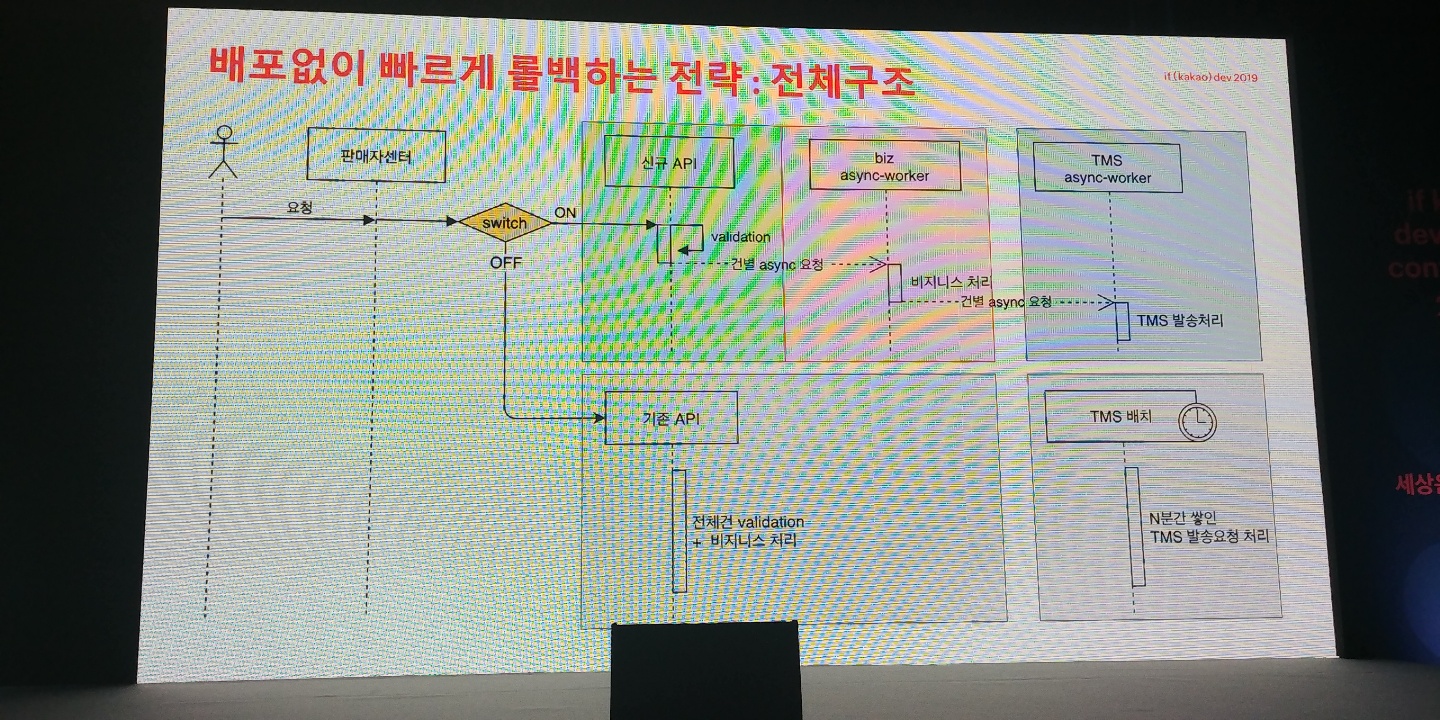 배포없이 빠르게 롤백하는 전략 : 전체구조
if(kakao)dev2019
판매자센터
신규 API
biz
async-worker
TMS
async-worker
요청
switch
ON
OFF
validation
건별 async 요청
비지니스 처리
건별 async 요청
TMS 발송처리
기존 API
TMS 배치
전체건 validation
+ 비지니스 처리
N분간 쌓인
TMS 발송요청 처리
if
dev
con